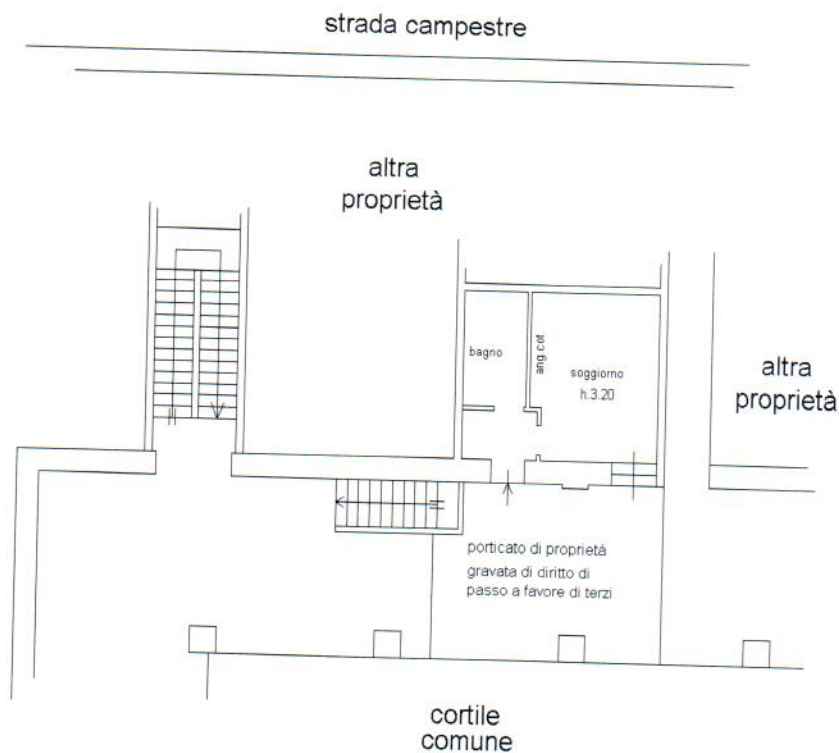 strada campestre
altra
proprietà
bagno
ang.cot.
soggiorno
h.3.20
altra
proprietà
porticato di proprietà
gravata di diritto di
passo a favore di terzi
cortile
comune